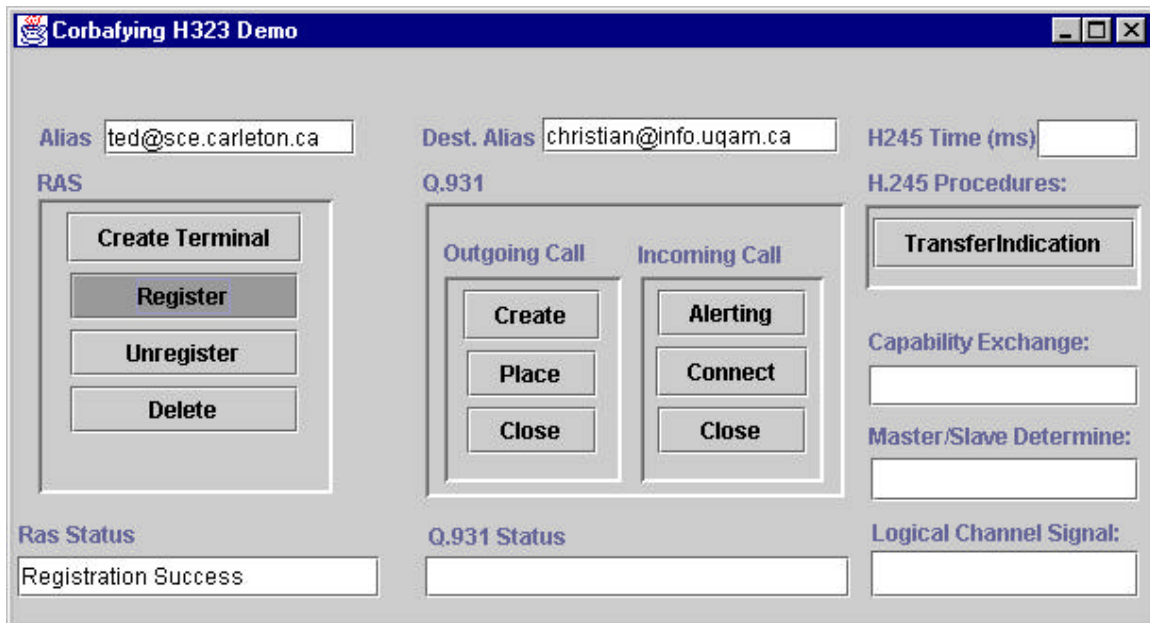 Corbafying H323 Demo
Alias ted@sce.carleton.ca
Dest. Alias christian@info.uqam.ca
H245 Time (ms)
RAS
Q.931
H.245 Procedures:
Create Terminal
Register
Unregister
Delete
Outgoing Call
Create
Place
Close
Incoming Call
Alerting
Connect
Close
TransferIndication
Capability Exchange:
Master/Slave Determine:
Ras Status
Registration Success
Q.931 Status
Logical Channel Signal: